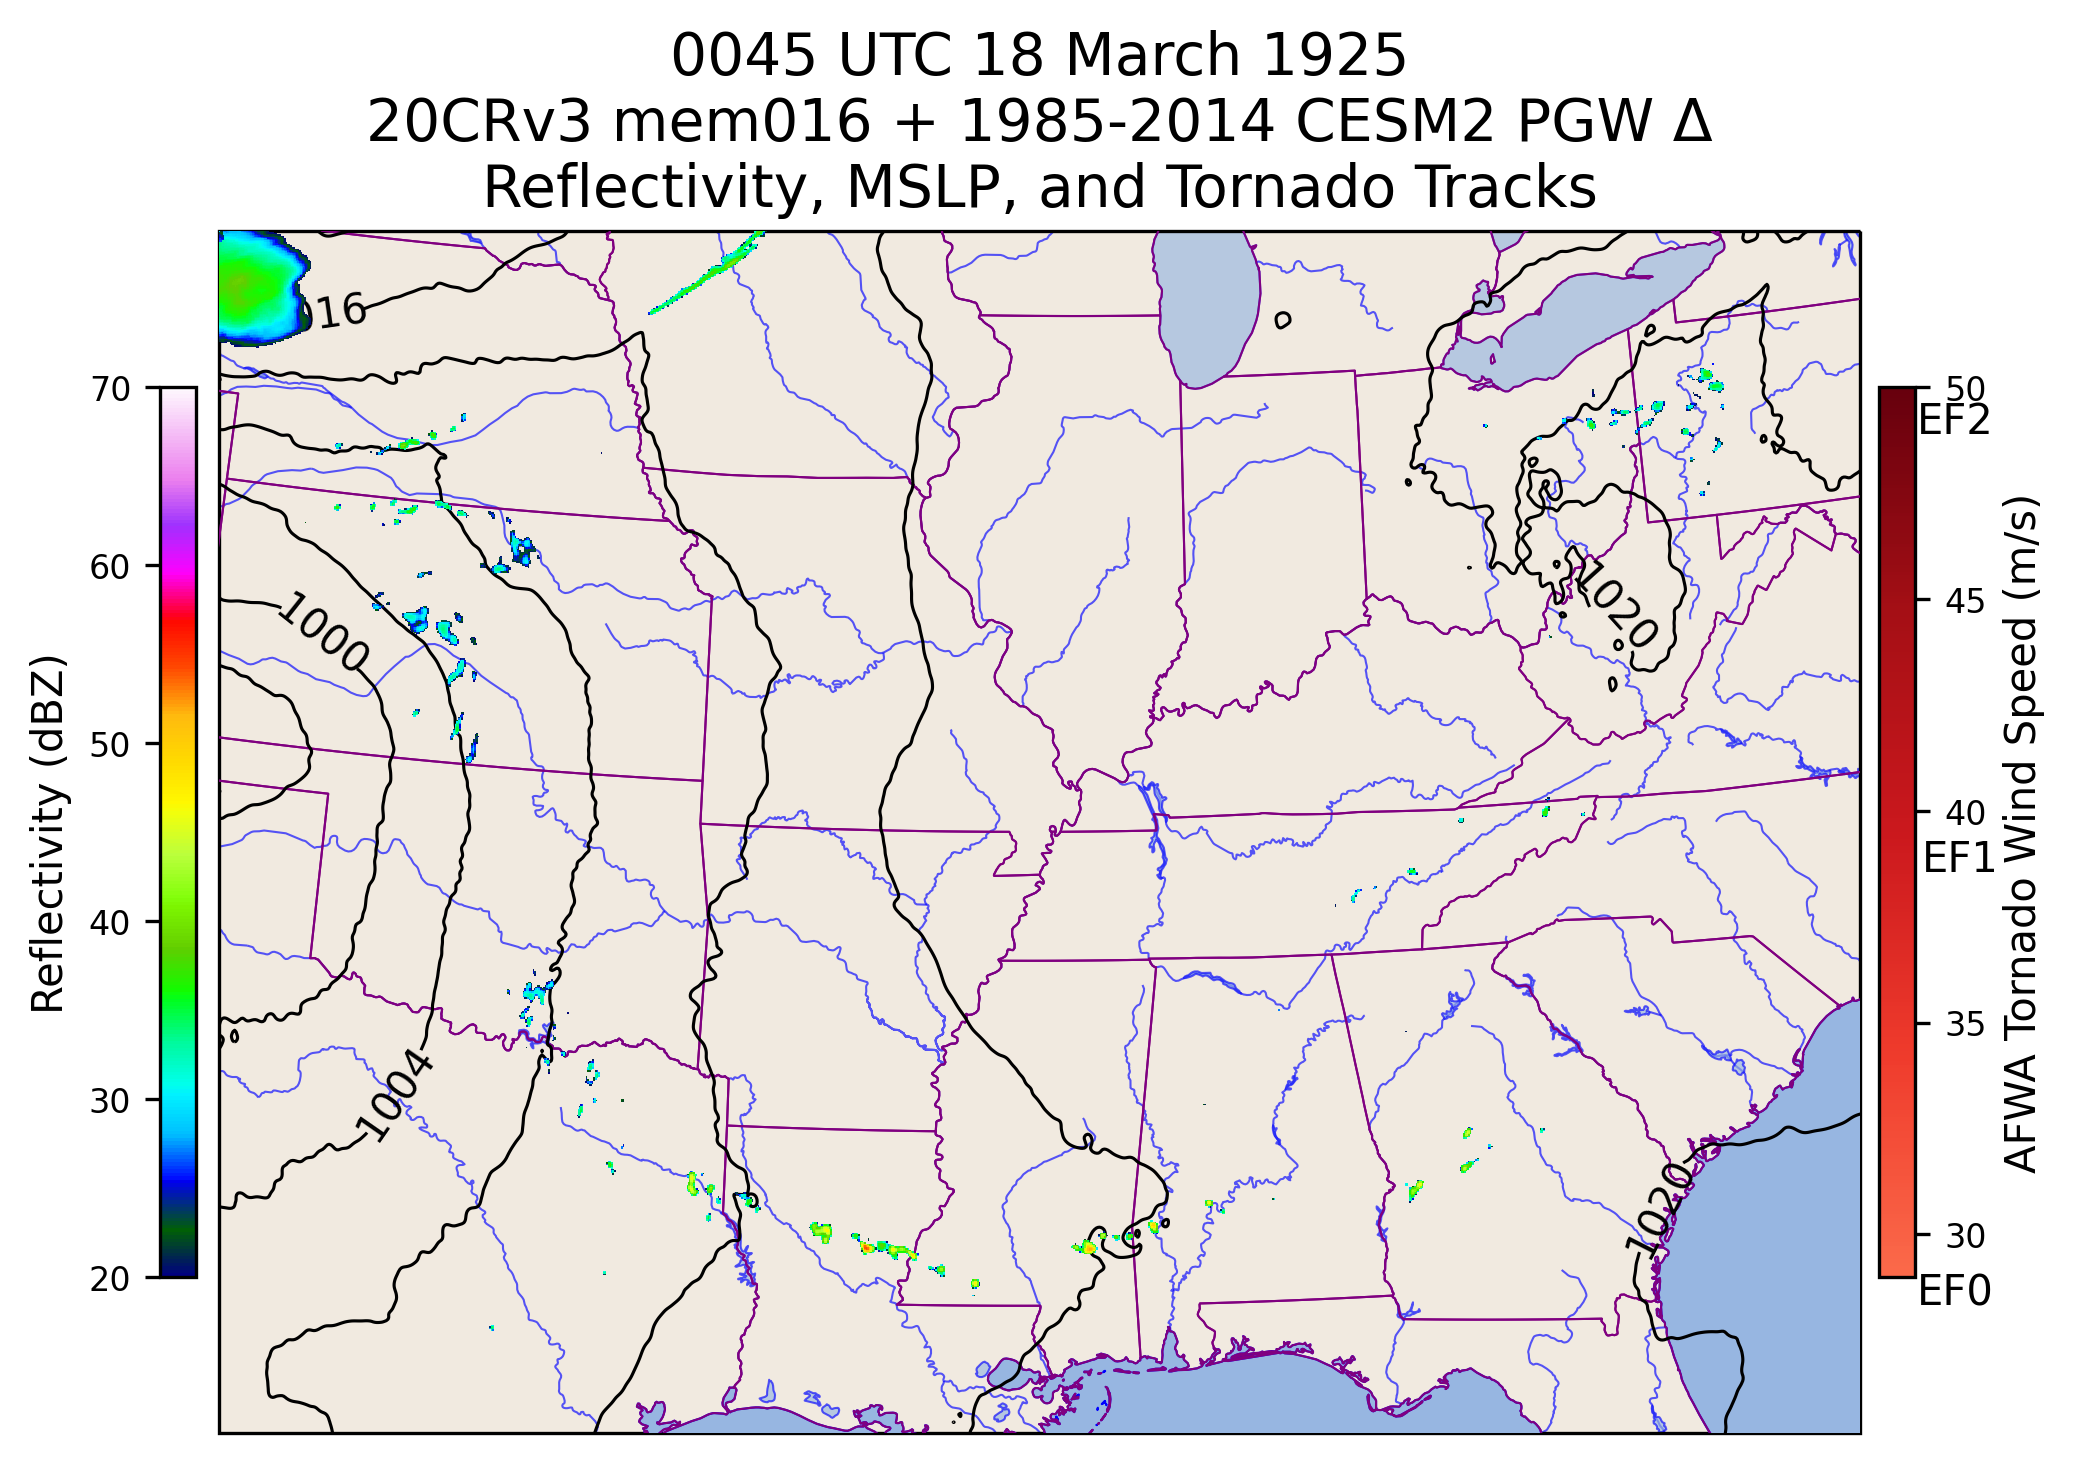 0045 UTC 18 March 1925
20CRv3 mem016 + 1985-2014 CESM2 PGW Δ
Reflectivity, MSLP, and Tornado Tracks
16
1000
1004
1020
1020
Reflectivity (dBZ)
70
60
50
40
30
20
50
EF2
45
40
EF1
35
30
EF0
AFWA Tornado Wind Speed (m/s)